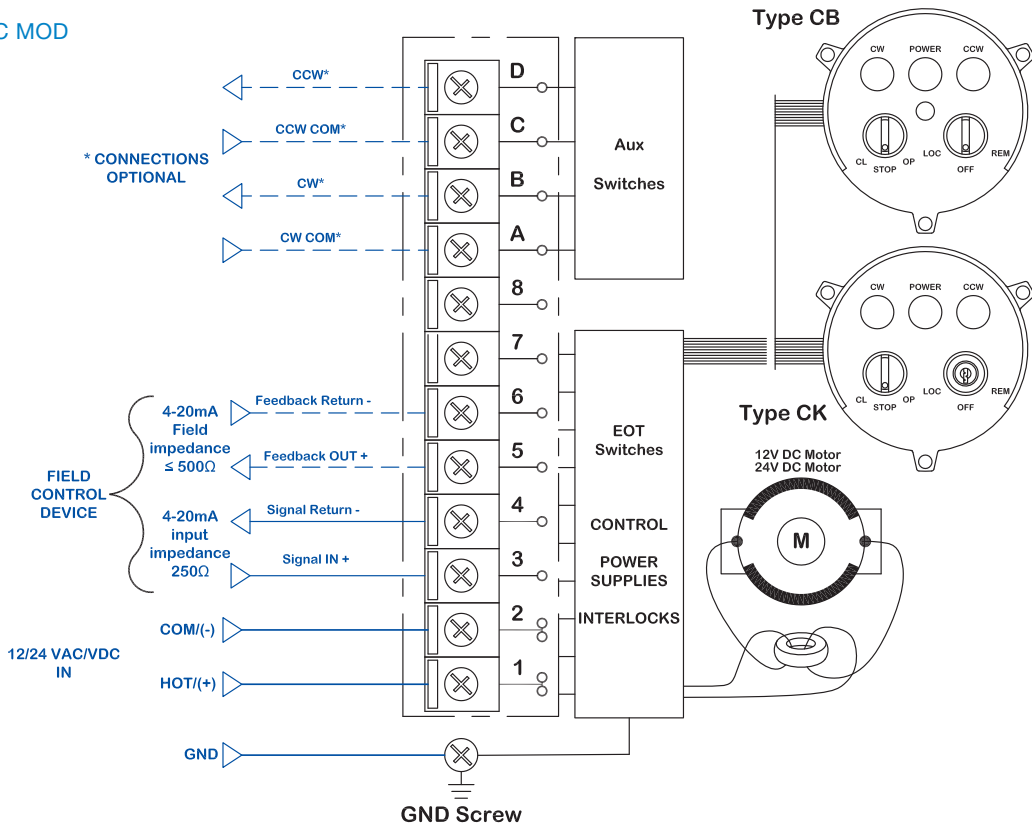 C MOD
Type CB
CW POWER CCW
CL STOP OP LOC OFF REM
D
CCW*
C
CCW COM*
* CONNECTIONS
OPTIONAL
B
CW*
A
CW COM*
Aux
Switches
8
7
6
Feedback Return -
5
Feedback OUT +
4-20mA
Field
impedance
≤ 500Ω
FIELD
CONTROL
DEVICE
4
Signal Return -
3
Signal IN +
4-20mA
input
impedance
250Ω
2
COM/(-)
1
HOT/(+)
12/24 VAC/VDC
IN
GND
GND Screw
EOT
Switches
CONTROL
POWER
SUPPLIES
INTERLOCKS
CW POWER CCW
CL STOP OP LOC OFF REM
Type CK
12V DC Motor
24V DC Motor
M